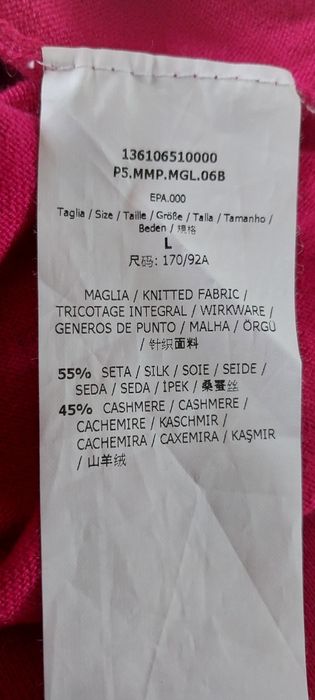 136106510000
P5.MMP.MGL.06B
EPA.000
Taglia / Size / Taille / Größe / Talla / Tamanho /
Beden / 规格
L
尺码: 170/92A
MAGLIA / KNITTED FABRIC /
TRICOTAGE INTEGRAL / WIRKWARE /
GENEROS DE PUNTO / MALHA / ÖRGÜ
/ 针织面料
55% SETA / SILK / SOIE / SEIDE /
SEDA / SEDA / İPEK / 桑蚕丝
45% CASHMERE / CASHMERE /
CACHEMIRE / KASCHMIR /
CACHEMIRA / CAXEMIRA / KAŞMIR
/ 山羊绒